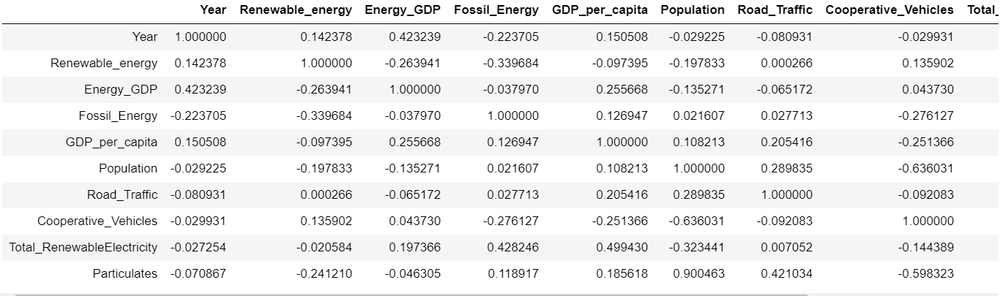 Year Renewable_energy Energy_GDP Fossil_Energy GDP_per_capita Population Road_Traffic Cooperative_Vehicles Total_
Year 1.000000 0.142378 0.423239 -0.223705 0.150508 -0.029225 -0.080931 -0.029931
Renewable_energy 0.142378 1.000000 -0.263941 -0.339684 -0.097395 -0.197833 0.000266 0.135902
Energy_GDP 0.423239 -0.263941 1.000000 -0.037970 0.255668 -0.135271 -0.065172 0.043730
Fossil_Energy -0.223705 -0.339684 -0.037970 1.000000 0.126947 0.021607 0.027713 -0.276127
GDP_per_capita 0.150508 -0.097395 0.255668 0.126947 1.000000 0.108213 0.205416 -0.251366
Population -0.029225 -0.197833 -0.135271 0.021607 0.108213 1.000000 0.289835 -0.636031
Road_Traffic -0.080931 0.000266 -0.065172 0.027713 0.205416 0.289835 1.000000 -0.092083
Cooperative_Vehicles -0.029931 0.135902 0.043730 -0.276127 -0.251366 -0.636031 -0.092083 1.000000
Total_RenewableElectricity -0.027254 -0.020584 0.197366 0.428246 0.499430 -0.323441 0.007052 -0.144389
Particulates -0.070867 -0.241210 -0.046305 0.118917 0.185618 0.900463 0.421034 -0.598323